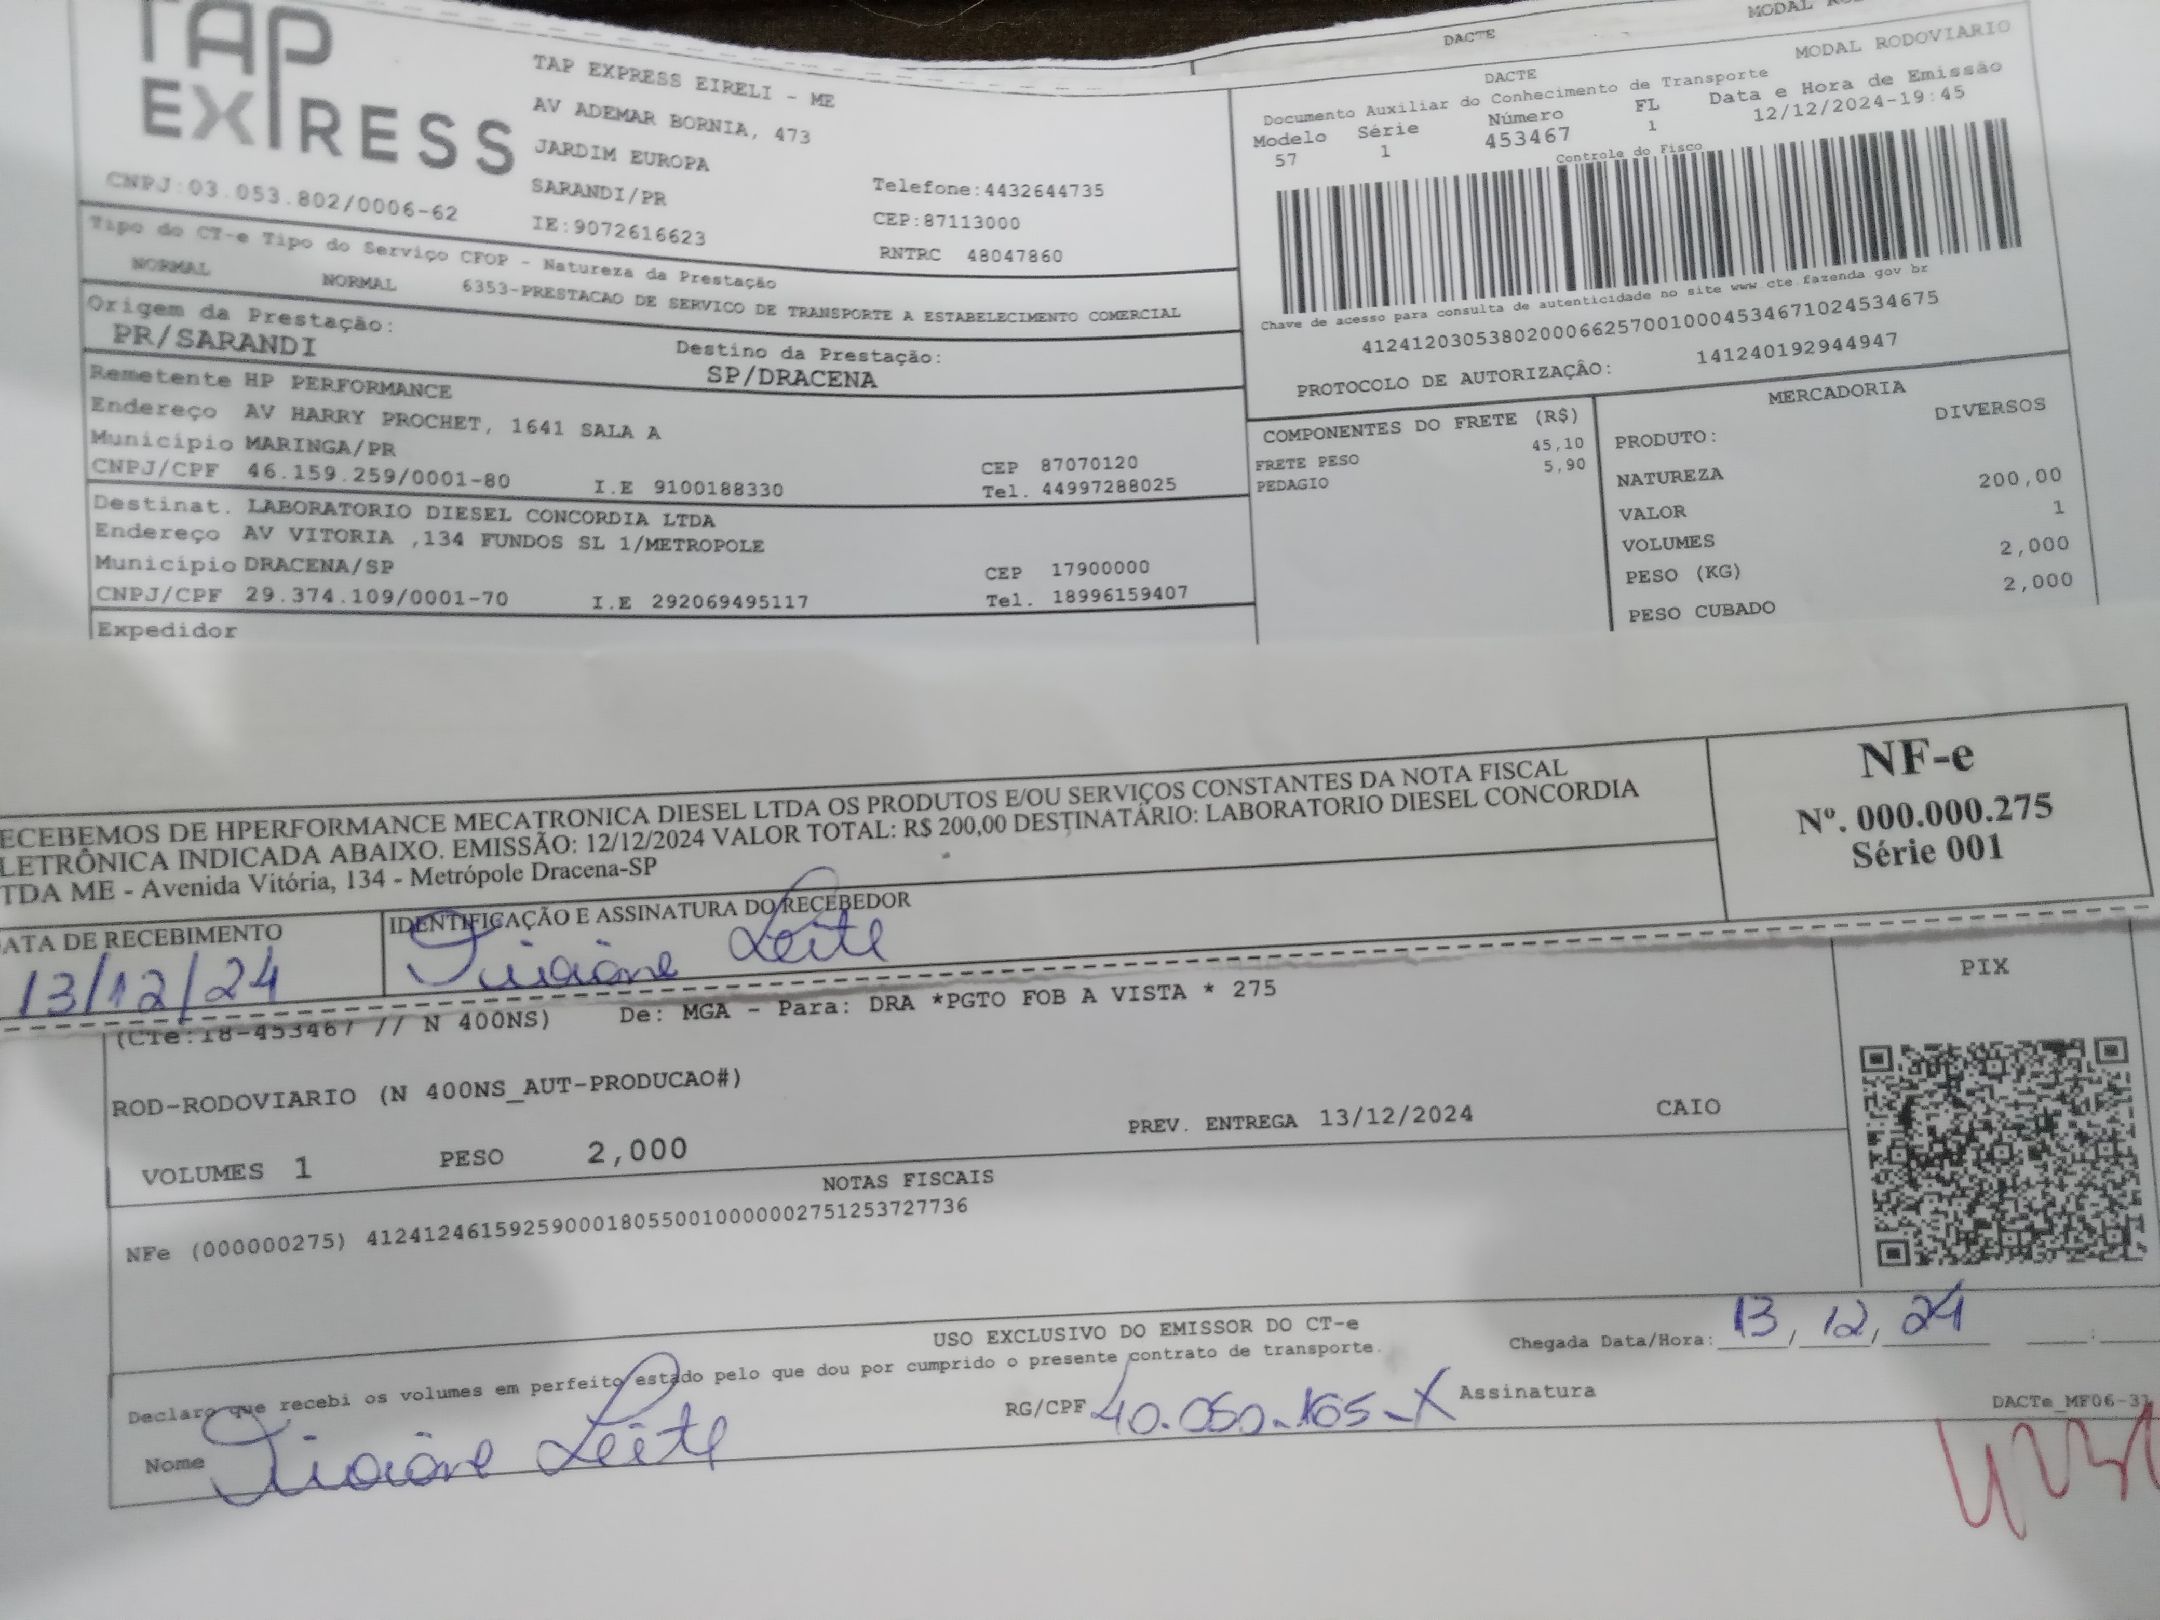 TAP
EXPRESS
CNPJ:03.053.802/0006-62
TAP EXPRESS EIRELI - ME
AV ADEMAR BORNIA, 473
JARDIM EUROPA
SARANDI/PR
IE:9072616623
Telefone:4432644735
CEP:87113000
RNTRC 48047860
DACTE
MODAL
DACTE
MODAL RODOVIARIO
Documento Auxiliar do Conhecimento de Transporte
Modelo Série Número FL Data e Hora de Emissão
57 1 453467 1 12/12/2024-19:45
Controle do Fisco
Chave de acesso para consulta de autenticidade no site www.cte.fazenda gov br
41241203053802000662570010004534671024534675
PROTOCOLO DE AUTORIZAÇÂO: 141240192944947
Tipo do CT-e Tipo do Serviço CFOP - Natureza da Prestação
NORMAL NORMAL 6353-PRESTACAO DE SERVICO DE TRANSPORTE A ESTABELECIMENTO COMERCIAL
Origem da Prestação:
PR/SARANDI
Destino da Prestação:
SP/DRACENA
Remetente HP PERFORMANCE
Endereço AV HARRY PROCHET, 1641 SALA A
Municipio MARINGA/PR CEP 87070120
CNPJ/CPF 46.159.259/0001-80 I.E 9100188330 Tel. 44997288025
Destinat. LABORATORIO DIESEL CONCORDIA LTDA
Endereço AV VITORIA ,134 FUNDOS SL 1/METROPOLE
Municipio DRACENA/SP CEP 17900000
CNPJ/CPF 29.374.109/0001-70 I.E 292069495117 Tel. 18996159407
Expedidor
COMPONENTES DO FRETE (R$)
FRETE PESO 45,10
PEDAGIO 5,90
MERCADORIA
PRODUTO: DIVERSOS
NATUREZA
VALOR 200,00
VOLUMES 1
PESO (KG) 2,000
PESO CUBADO 2,000
ECEBEMOS DE HPERFORMANCE MECATRONICA DIESEL LTDA OS PRODUTOS E/OU SERVIÇOS CONSTANTES DA NOTA FISCAL
LETRÔNICA INDICADA ABAIXO. EMISSÃO: 12/12/2024 VALOR TOTAL: R$ 200,00 DESTINATÁRIO: LABORATORIO DIESEL CONCORDIA
TDA ME - Avenida Vitória, 134 - Metrópole Dracena-SP
NF-e
Nº. 000.000.275
Série 001
ATA DE RECEBIMENTO
13/12/24
IDENTIFICAÇÃO E ASSINATURA DO RECEBEDOR
Leite
(CTe:18-453467 // N 400NS) De: MGA - Para: DRA *PGTO FOB A VISTA * 275
PIX
ROD-RODOVIARIO (N 400NS_AUT-PRODUCAO#)
PREV. ENTREGA 13/12/2024 CAIO
VOLUMES 1 PESO 2,000
NOTAS FISCAIS
NFe (000000275) 41241246159259000180550010000002751253727736
USO EXCLUSIVO DO EMISSOR DO CT-e
Chegada Data/Hora: 13/12/24 :
Declaro que recebi os volumes em perfeito estado pelo que dou por cumprido o presente contrato de transporte.
Nome Leite RG/CPF 40.050.165-X Assinatura
DACTe_MF06-31